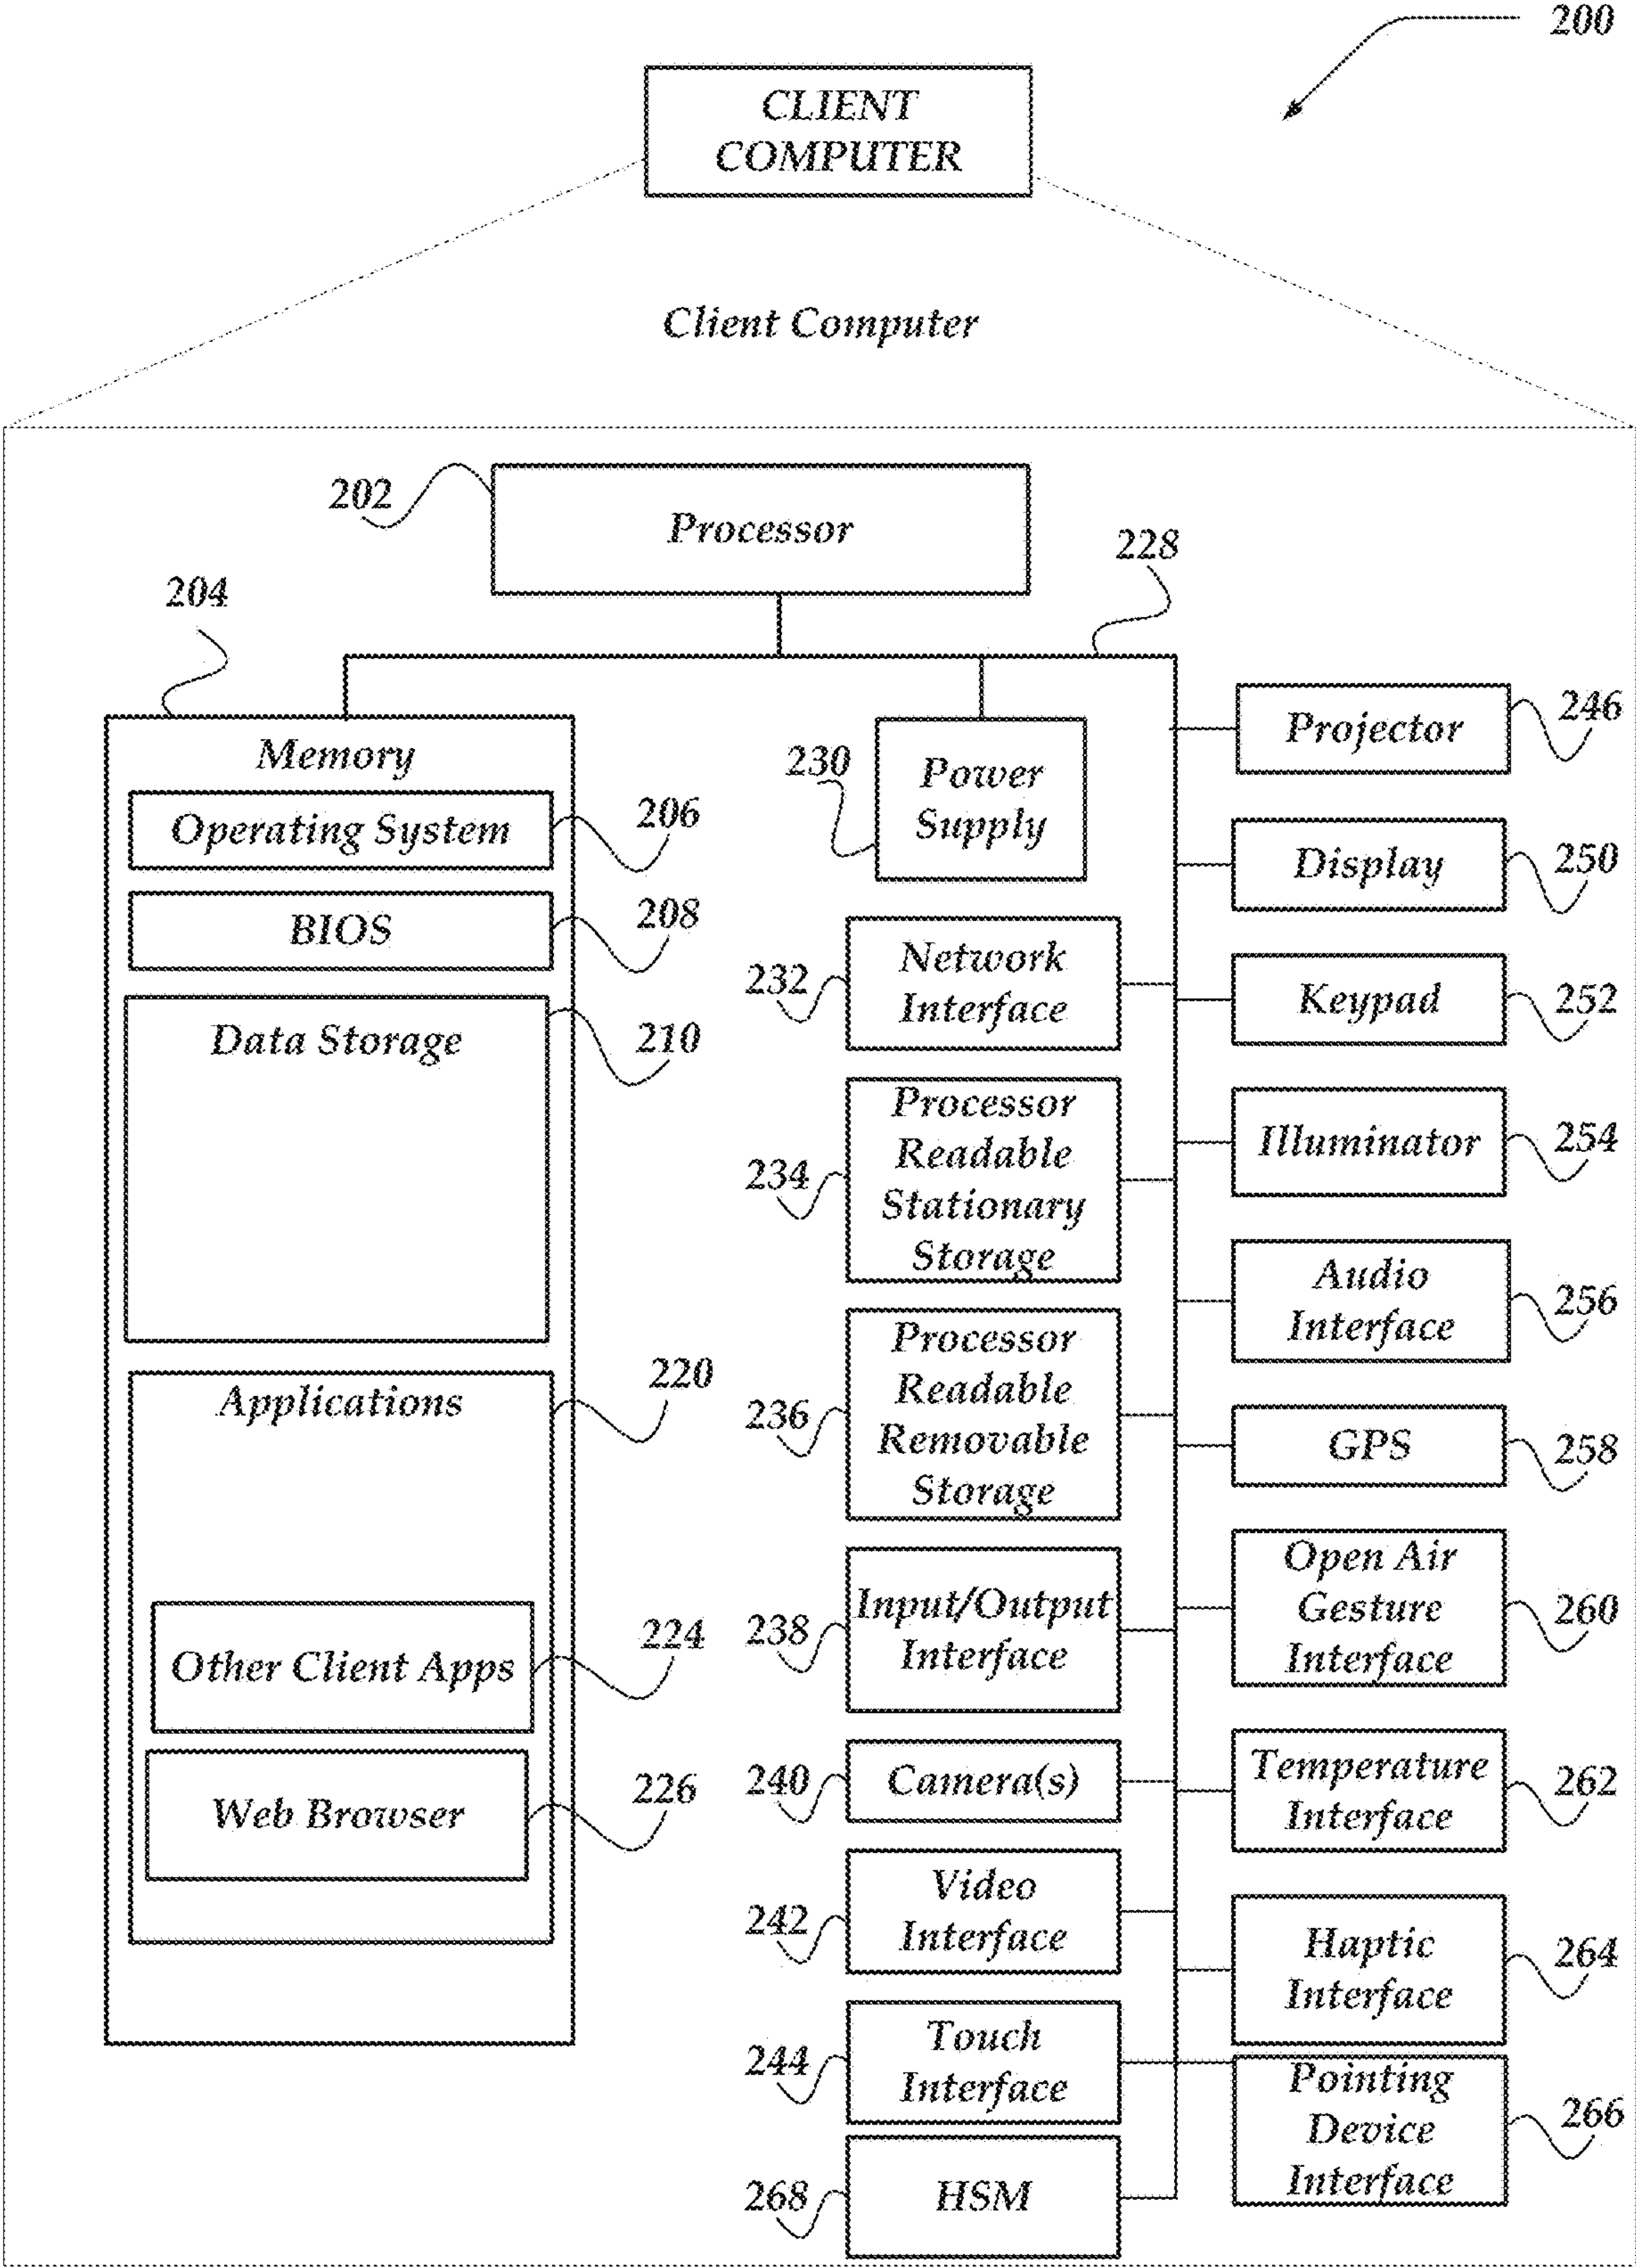 200
CLIENT
COMPUTER
Client Computer
202
Processor
228
204
Memory
Operating System
206
BIOS
208
Data Storage
210
Applications
220
Other Client Apps
224
Web Browser
226
230
Power
Supply
232
Network
Interface
234
Processor
Readable
Stationary
Storage
236
Processor
Readable
Removable
Storage
238
Input/Output
Interface
240
Camera(s)
242
Video
Interface
244
Touch
Interface
268
HSM
Projector
246
Display
250
Keypad
252
Illuminator
254
Audio
Interface
256
GPS
258
Open Air
Gesture
Interface
260
Temperature
Interface
262
Haptic
Interface
264
Pointing
Device
Interface
266